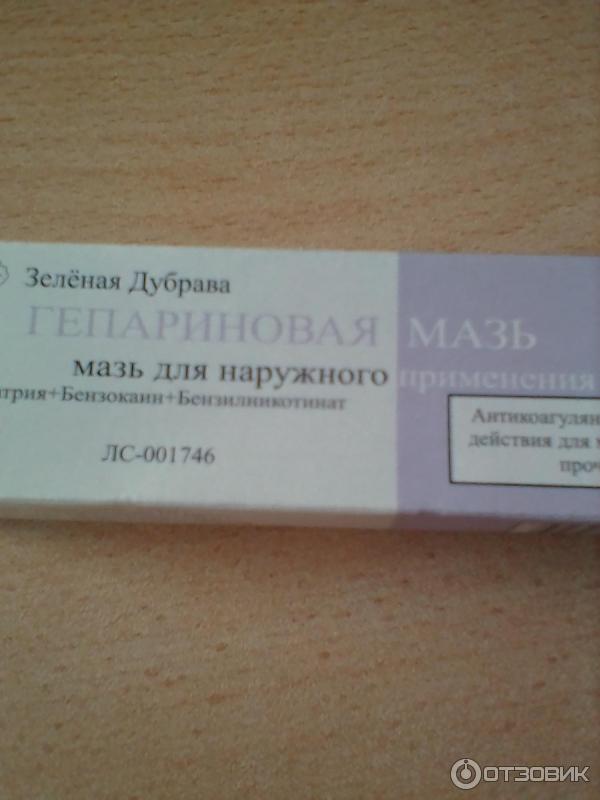 Зелёная Дубрава
ГЕПАРИНОВАЯ МАЗЬ
мазь для наружного применения
трия+Бензокаин+Бензилникотинат
ЛС-001746
Антикоагулян
действия для
проч
ОТЗОВИК